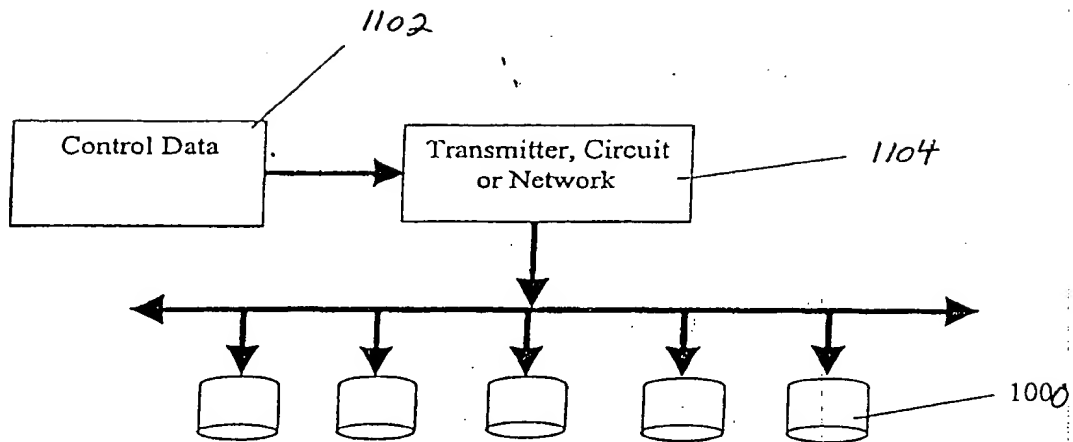 1102
Control Data
Transmitter, Circuit
or Network
1104
1000